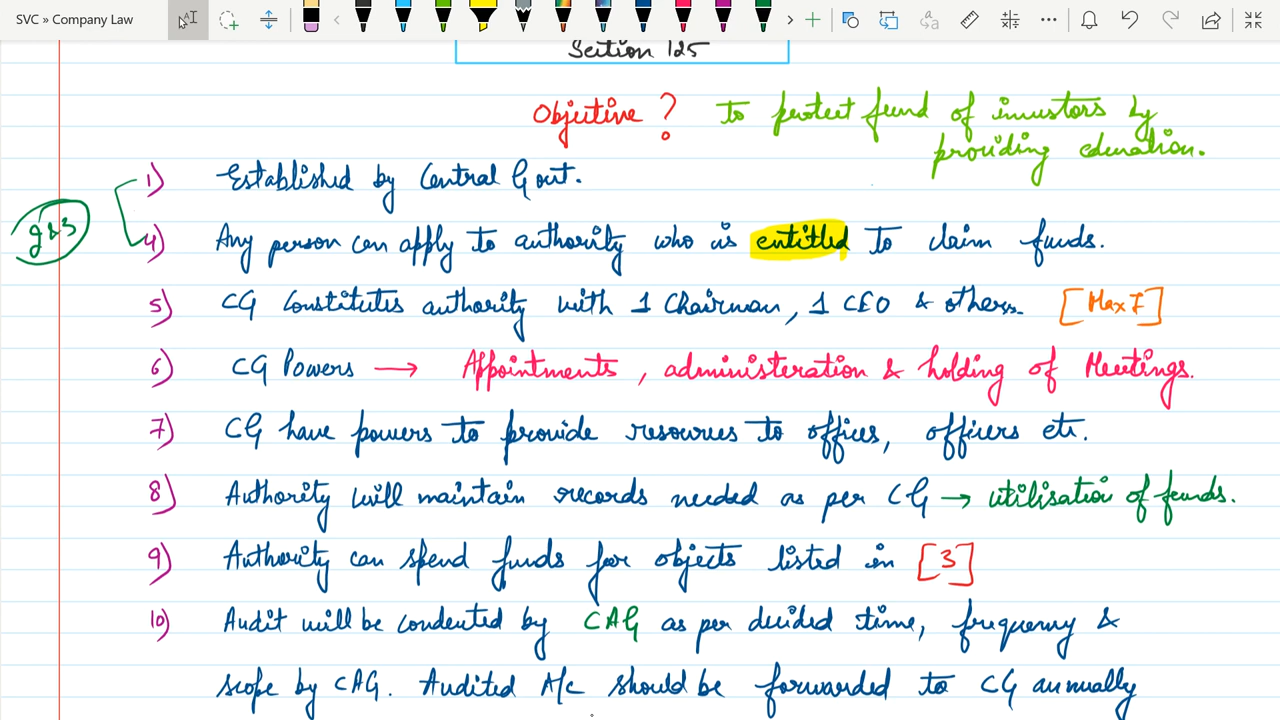 SVC » Company Law
Section 125
Objective ? To protect fund of investors by
providing education.
1) Established by Central Govt.
2 & 3
4) Any person can apply to authority who is entitled to claim funds.
5) CG Constitutes authority with 1 Chairman, 1 CEO & others. [Max 7]
6) CG Powers → Appointments, administeration & holding of Meetings.
7) CG have powers to provide resources to offices, officers etc.
8) Authority will maintain records needed as per CG → utilisation of funds.
9) Authority can spend funds for objects listed in [3]
10) Audit will be conducted by CAG as per decided time, frequency &
scope by CAG. Audited A/c should be forwarded to CG annually